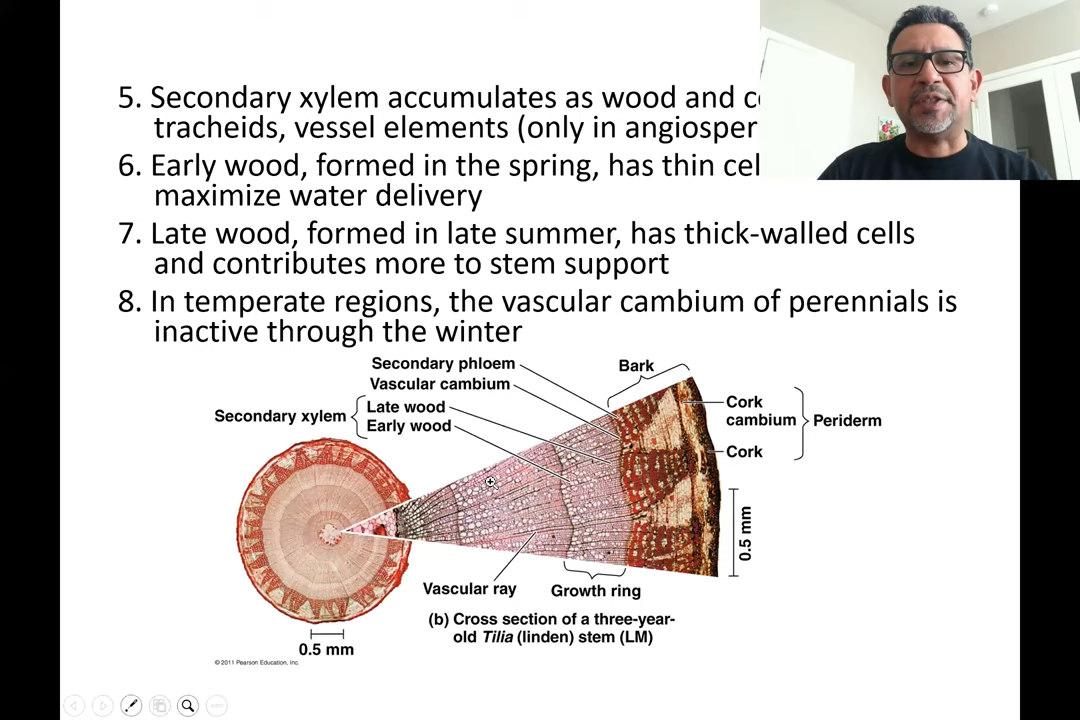 5. Secondary xylem accumulates as wood and
tracheids, vessel elements (only in
6. Early wood, formed in the spring, has thin
maximize water delivery
7. Late wood, formed in late summer, has thick-walled cells
and contributes more to stem support
8. In temperate regions, the vascular cambium of perennials is
inactive through the winter
Secondary phloem
Vascular cambium
Secondary xylem
Late wood
Early wood
Bark
Cork
cambium
Periderm
Cork
0.5 mm
Vascular ray
Growth ring
(b) Cross section of a three-year-
old Tilia (linden) stem (LM)
0.5 mm
© 2011 Pearson Education, Inc.